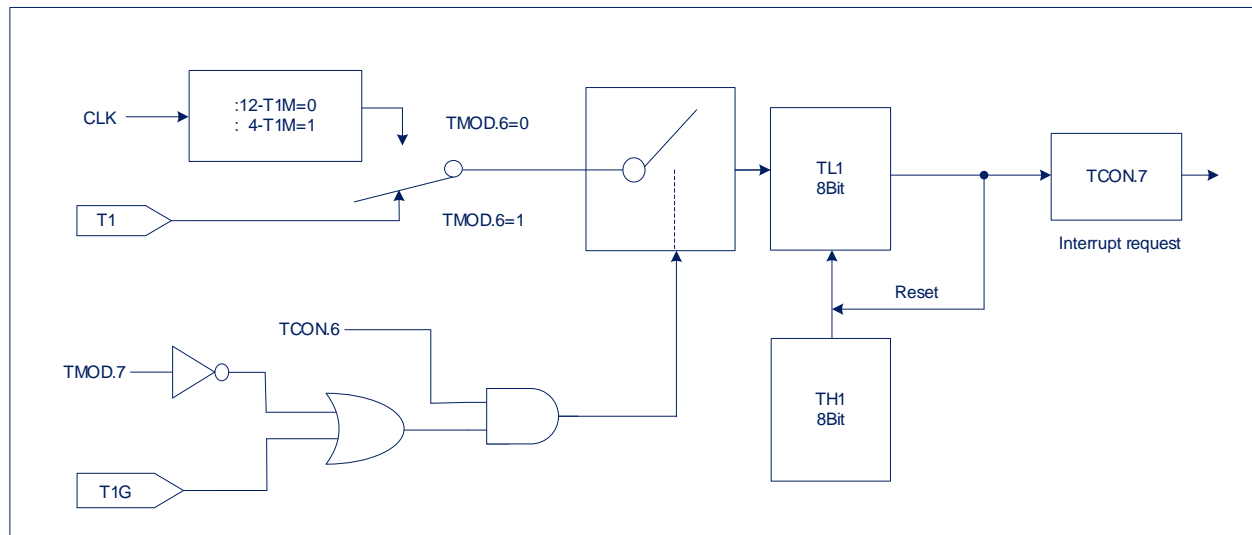 CLK
:12-T1M=0
: 4-T1M=1
TMOD.6=0
T1
TMOD.6=1
TL1
8Bit
TCON.7
Interrupt request
Reset
TCON.6
TMOD.7
TH1
8Bit
T1G